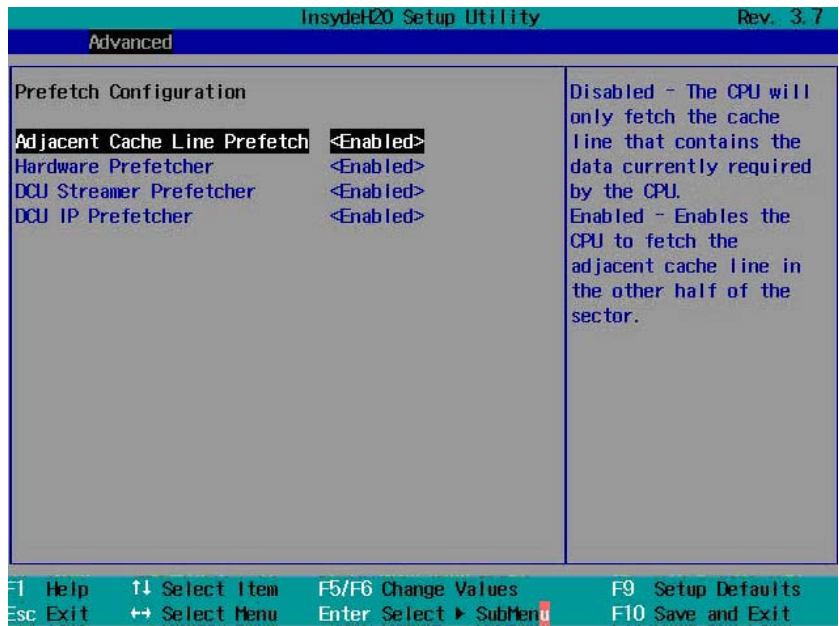 InsydeH20 Setup Utility Rev. 3.7
Advanced
Prefetch Configuration
Adjacent Cache Line Prefetch <Enabled>
Hardware Prefetcher <Enabled>
DCU Streamer Prefetcher <Enabled>
DCU IP Prefetcher <Enabled>
Disabled - The CPU will
only fetch the cache
line that contains the
data currently required
by the CPU.
Enabled - Enables the
CPU to fetch the
adjacent cache line in
the other half of the
sector.
F1 Help ↑↓ Select Item F5/F6 Change Values F9 Setup Defaults
Esc Exit ↔ Select Menu Enter Select ▶ SubMenu F10 Save and Exit